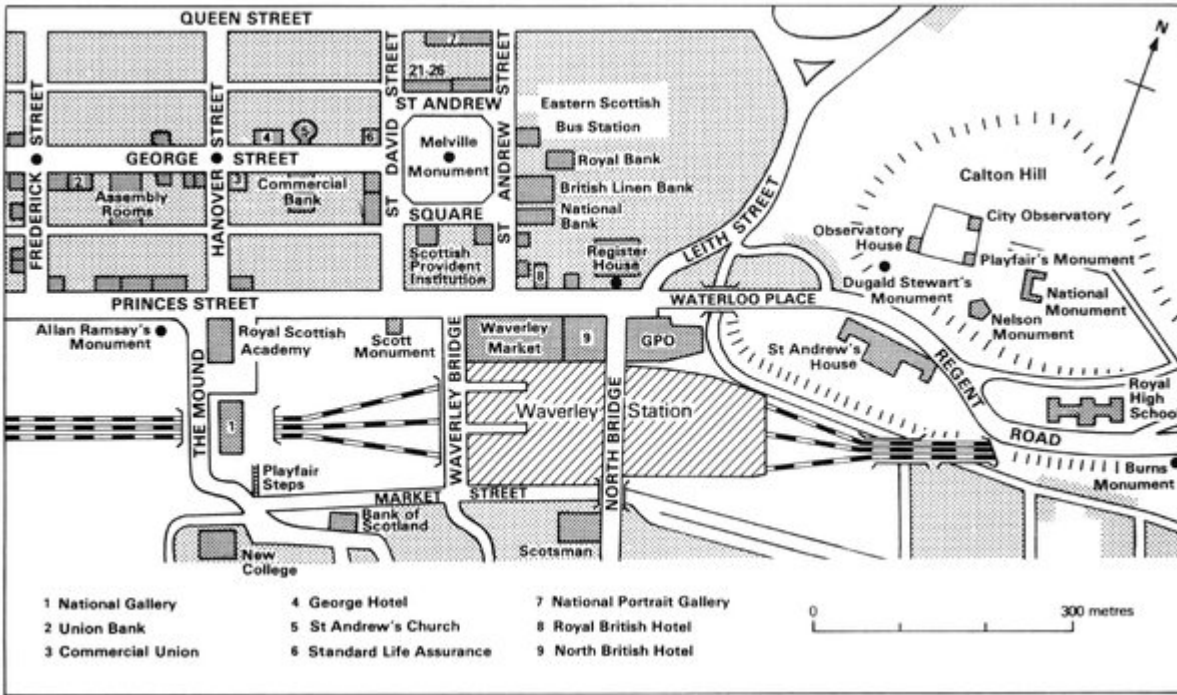 QUEEN STREET
N
STREET
7
STREET
21-26
STREET
STREET
ST ANDREW
Eastern Scottish
Bus Station
4
5
6
Melville
Monument
Royal Bank
Calton Hill
GEORGE STREET
FREDERICK
HANOVER
ST DAVID
ST ANDREW
2
Assembly
Rooms
3
Commercial
Bank
British Linen Bank
City Observatory
SQUARE
National
Bank
LEITH STREET
Observatory
House
Playfair's Monument
Scottish
Provident
Institution
Register
House
8
Dugald Stewart's
Monument
National
Monument
PRINCES STREET
WATERLOO PLACE
Nelson
Monument
Allan Ramsay's
Monument
Royal Scottish
Academy
Scott
Monument
Waverley
Market
9
GPO
St Andrew's
House
REGENT
ROAD
Royal
High
School
THE MOUND
1
WAVERLEY BRIDGE
Waverley Station
NORTH BRIDGE
Playfair
Steps
Burns
Monument
MARKET STREET
Bank of
Scotland
Scotsman
New
College
1 National Gallery
2 Union Bank
3 Commercial Union
4 George Hotel
5 St Andrew's Church
6 Standard Life Assurance
7 National Portrait Gallery
8 Royal British Hotel
9 North British Hotel
0 300 metres